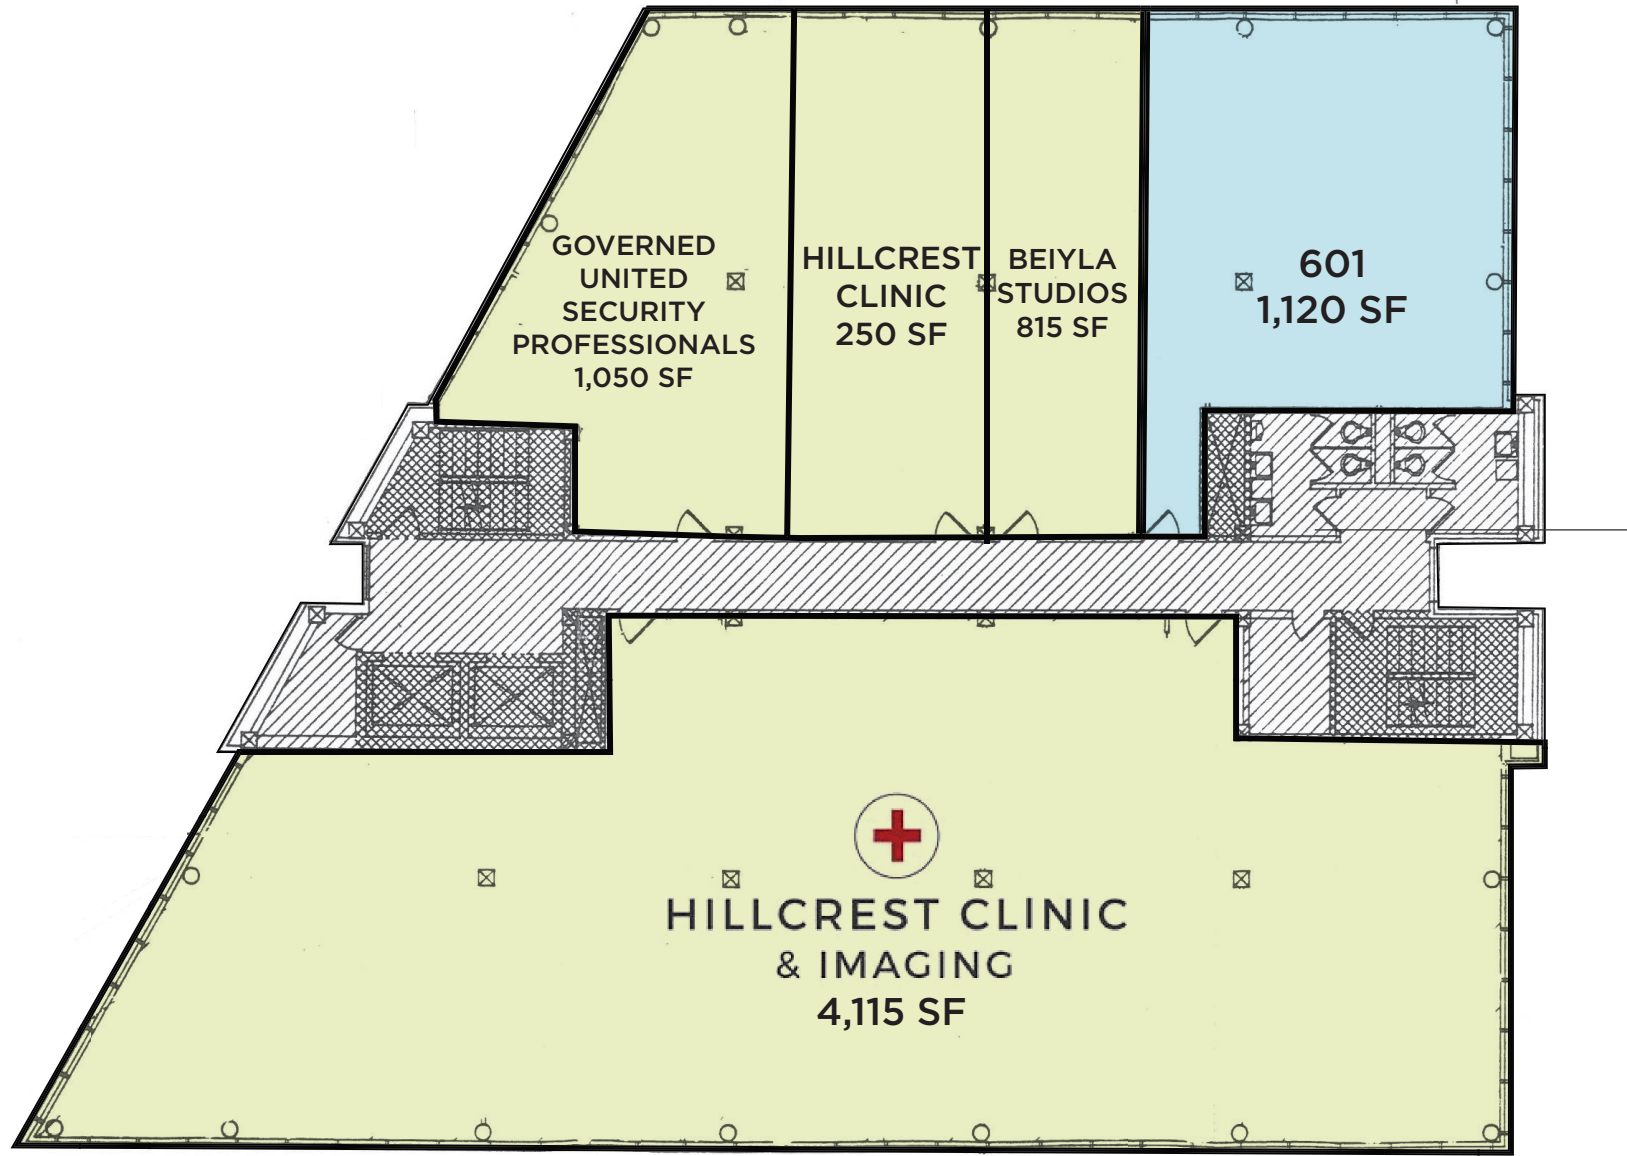 GOVERNED
UNITED
SECURITY
PROFESSIONALS
1,050 SF
HILLCREST
CLINIC
250 SF
BEIYLA
STUDIOS
815 SF
601
1,120 SF
HILLCREST CLINIC
& IMAGING
4,115 SF